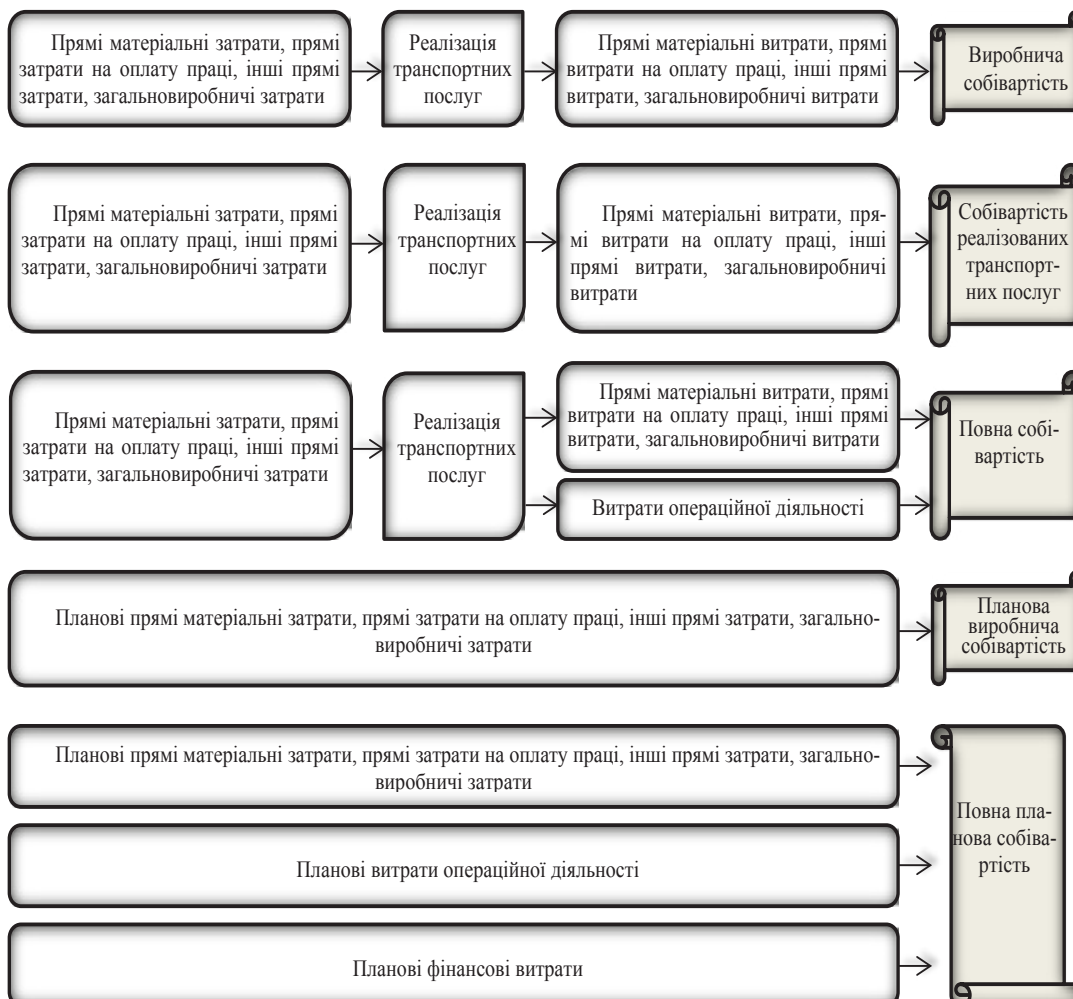 Прямі матеріальні затрати, прямі
затрати на оплату праці, інші прямі
затрати, загальновиробничі затрати
Реалізація
транспортних
послуг
Прямі матеріальні витрати, прямі
витрати на оплату праці, інші прямі
витрати, загальновиробничі витрати
Виробнича
собівартість
Прямі матеріальні затрати, прямі
затрати на оплату праці, інші прямі
затрати, загальновиробничі затрати
Реалізація
транспортних
послуг
Прямі матеріальні витрати, пря-
мі витрати на оплату праці, інші
прямі витрати, загальновиробничі
витрати
Собівартість
реалізованих
транспорт-
них послуг
Прямі матеріальні затрати, прямі
затрати на оплату праці, інші прямі
затрати, загальновиробничі затрати
Реалізація
транспортних
послуг
Прямі матеріальні витрати, прямі
витрати на оплату праці, інші прямі
витрати, загальновиробничі витрати
Витрати операційної діяльності
Повна собі-
вартість
Планові прямі матеріальні затрати, прямі затрати на оплату праці, інші прямі затрати, загально-
виробничі затрати
Планова
виробнича
собівартість
Планові прямі матеріальні затрати, прямі затрати на оплату праці, інші прямі затрати, загально-
виробничі затрати
Планові витрати операційної діяльності
Планові фінансові витрати
Повна пла-
нова собіва-
ртість